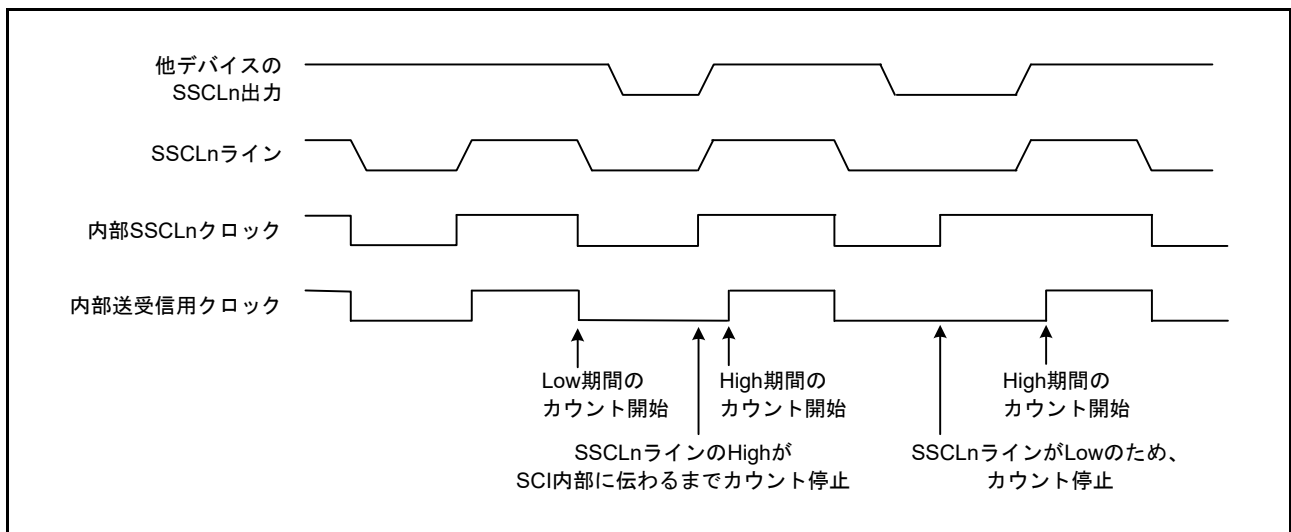 他デバイスの
SSCLn出力
SSCLnライン
内部SSCLnクロック
内部送受信用クロック
Low期間の
カウント開始
High期間の
カウント開始
High期間の
カウント開始
SSCLnラインのHighが
SCI内部に伝わるまでカウント停止
SSCLnラインがLowのため、
カウント停止